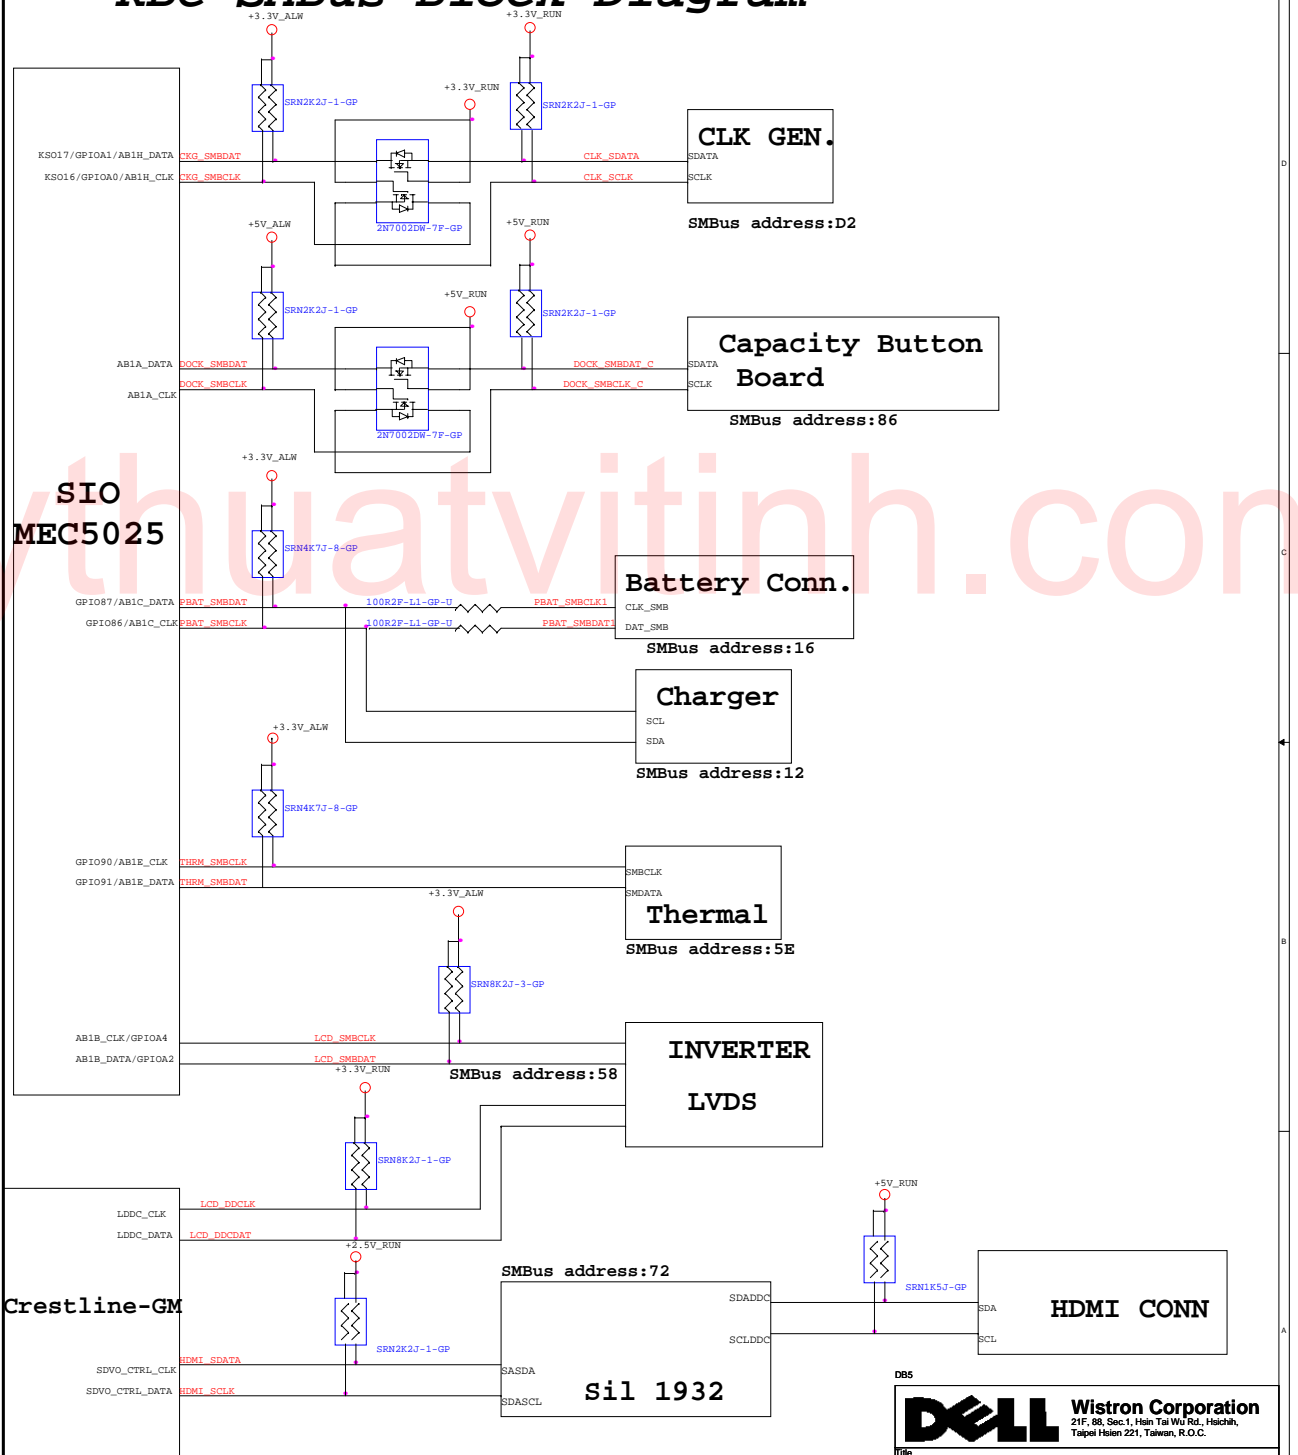 KBC SMBus Block Diagram
+3.3V_ALW
+3.3V_RUN
SRN2K2J-1-GP
+3.3V_RUN
SRN2K2J-1-GP
CLK GEN.
KSO17/GPIOA1/AB1H_DATA
CKG_SMBDAT
CLK_SDATA
SDATA
KSO16/GPIOA0/AB1H_CLK
CKG_SMBCLK
CLK_SCLK
SCLK
2N7002DW-7F-GP
SMBus address:D2
+5V_ALW
+5V_RUN
SRN2K2J-1-GP
+5V_RUN
SRN2K2J-1-GP
Capacity Button
Board
AB1A_DATA
DOCK_SMBDAT
DOCK_SMBDAT_C
SDATA
AB1A_CLK
DOCK_SMBCLK
DOCK_SMBCLK_C
SCLK
2N7002DW-7F-GP
SMBus address:86
+3.3V_ALW
SIO
MEC5025
SRN4K7J-8-GP
ythuatvitinh.com
Battery Conn.
GPIO87/AB1C_DATA
PBAT_SMBDAT
100R2F-L1-GP-U
PBAT_SMBCLK1
CLK_SMB
GPIO86/AB1C_CLK
PBAT_SMBCLK
100R2F-L1-GP-U
PBAT_SMBDAT1
DAT_SMB
SMBus address:16
Charger
SCL
SDA
SMBus address:12
+3.3V_ALW
SRN4K7J-8-GP
GPIO90/AB1E_CLK
THRM_SMBCLK
SMBCLK
GPIO91/AB1E_DATA
THRM_SMBDAT
SMDATA
Thermal
SMBus address:5E
+3.3V_ALW
SRN8K2J-3-GP
AB1B_CLK/GPIOA4
LCD_SMBCLK
AB1B_DATA/GPIOA2
LCD_SMBDAT
INVERTER
LVDS
SMBus address:58
+3.3V_RUN
SRN8K2J-1-GP
LDDC_CLK
LCD_DDCLK
LDDC_DATA
LCD_DDCDAT
+2.5V_RUN
+5V_RUN
SMBus address:72
SRN1K5J-GP
Crestline-GM
SDADDC
SDA
HDMI CONN
SCLDDC
SCL
SRN2K2J-1-GP
SDVO_CTRL_CLK
HDMI_SDATA
SASDA
SDVO_CTRL_DATA
HDMI_SCLK
SDASCL
Sil 1932
DB5
DELL
Wistron Corporation
21F, 88, Sec.1, Hsin Tai Wu Rd., Hsichih,
Taipei Hsien 221, Taiwan, R.O.C.
Title
D
C
B
A